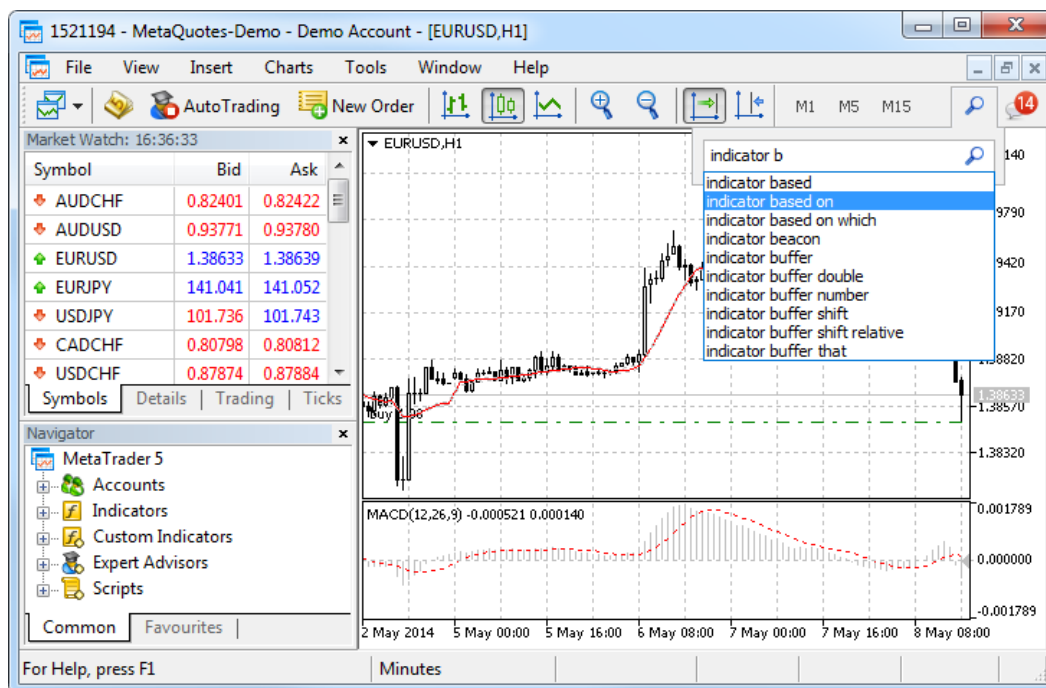 1521194 - MetaQuotes-Demo - Demo Account - [EURUSD,H1]
File View Insert Charts Tools Window Help
AutoTrading New Order M1 M5 M15 14
Market Watch: 16:36:33
Symbol Bid Ask
AUDCHF 0.82401 0.82422
AUDUSD 0.93771 0.93780
EURUSD 1.38633 1.38639
EURJPY 141.041 141.052
USDJPY 101.736 101.743
CADCHF 0.80798 0.80812
USDCHF 0.87874 0.87884
Symbols Details | Trading | Ticks
Navigator
MetaTrader 5
Accounts
Indicators
Custom Indicators
Expert Advisors
Scripts
Common Favourites |
EURUSD,H1
indicator b
indicator based
indicator based on
indicator based on which
indicator beacon
indicator buffer
indicator buffer double
indicator buffer number
indicator buffer shift
indicator buffer shift relative
indicator buffer that
140
9790
9420
9170
1.38820
1.38633
1.38570
1.38320
MACD(12,26,9) -0.000521 0.000140
0.001789
0.000000
-0.001789
2 May 2014 5 May 00:00 5 May 16:00 6 May 08:00 7 May 00:00 7 May 16:00 8 May 08:00
For Help, press F1 Minutes